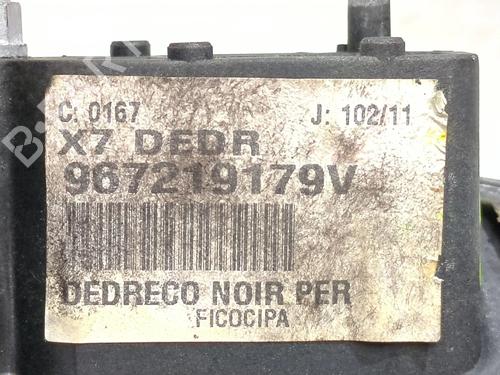 C: 0167 J: 102/11
X7 DEDR
967219179V
DEDRECO NOIR PER
FICOCIPA